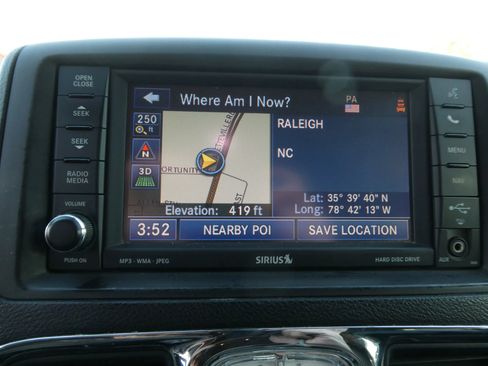 OPEN
CLOSE
SEEK
SEEK
RADIO
MEDIA
VOLUME
PUSH ON
Where Am I Now?
PA
250
ft
N
3D
RALEIGH
NC
Lat: 35° 39' 40" N
Long: 78° 42' 13" W
Elevation: 419 ft
3:52
NEARBY POI
SAVE LOCATION
MP3 - WMA - JPEG
SIRIUS
HARD DISC DRIVE
MENU
NAV
AUX